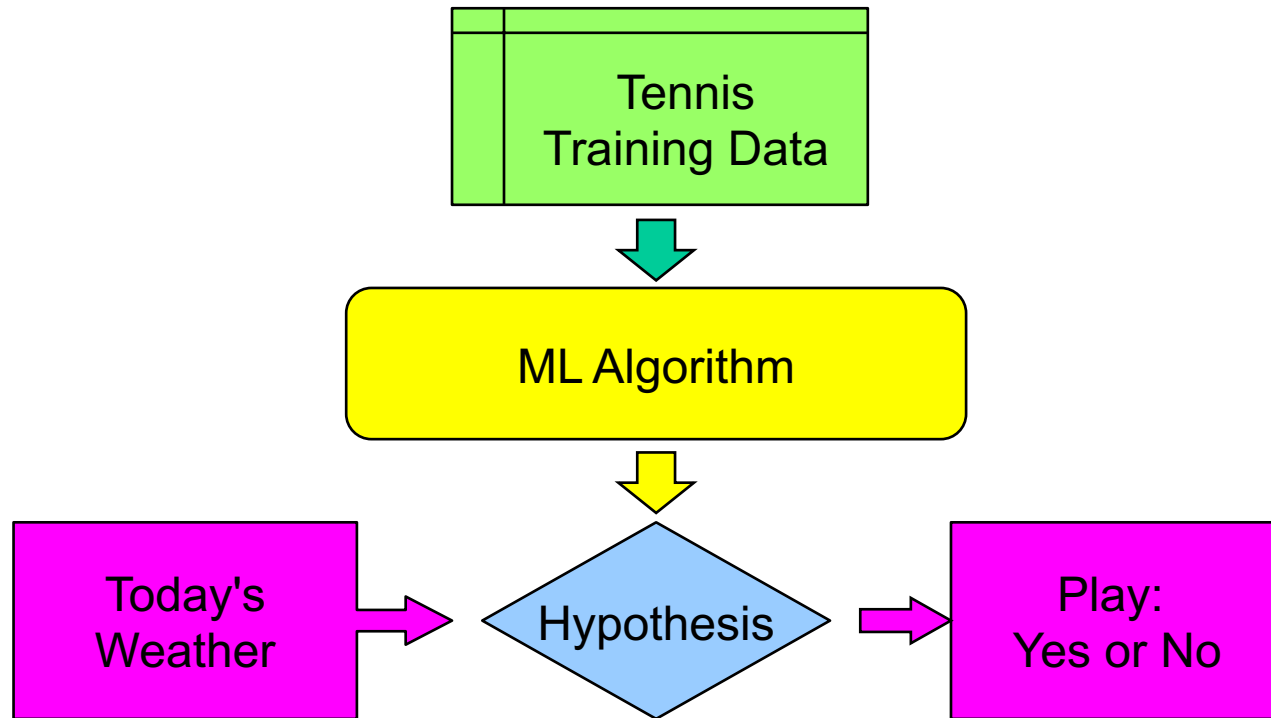 Tennis
Training Data
ML Algorithm
Today's
Weather
Hypothesis
Play:
Yes or No